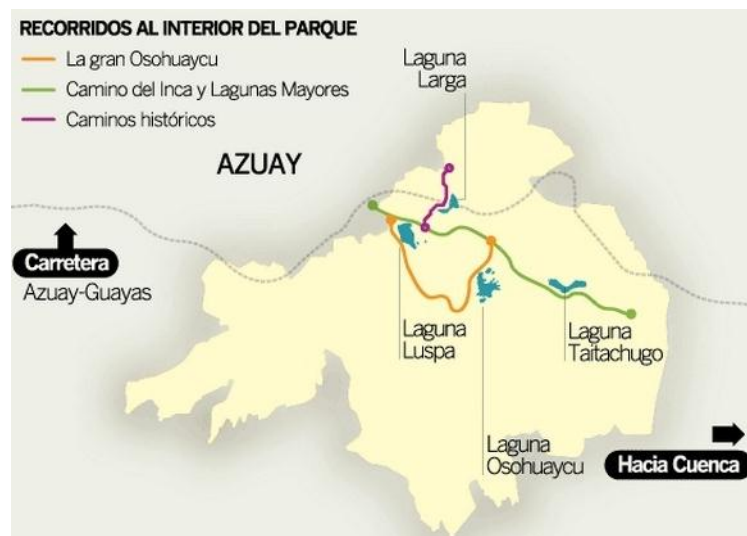 RECORRIDOS AL INTERIOR DEL PARQUE
La gran Osohuaycu
Camino del Inca y Lagunas Mayores
Caminos históricos
Laguna
Larga
AZUAY
Carretera
Azuay-Guayas
Laguna
Luspa
Laguna
Taitachugo
Laguna
Osohuaycu
Hacia Cuenca